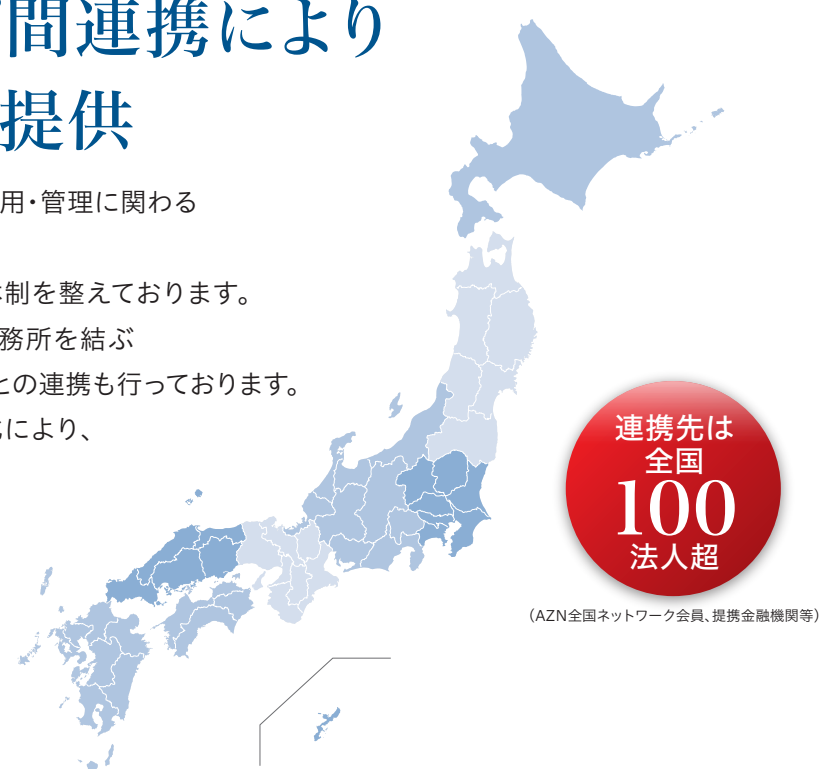 間連携により
提供
用・管理に関わる
制を整えております。
務所を結ぶ
との連携も行っております。
により、
連携先は
全国
100
法人超
（AZN全国ネットワーク会員、提携金融機関等）